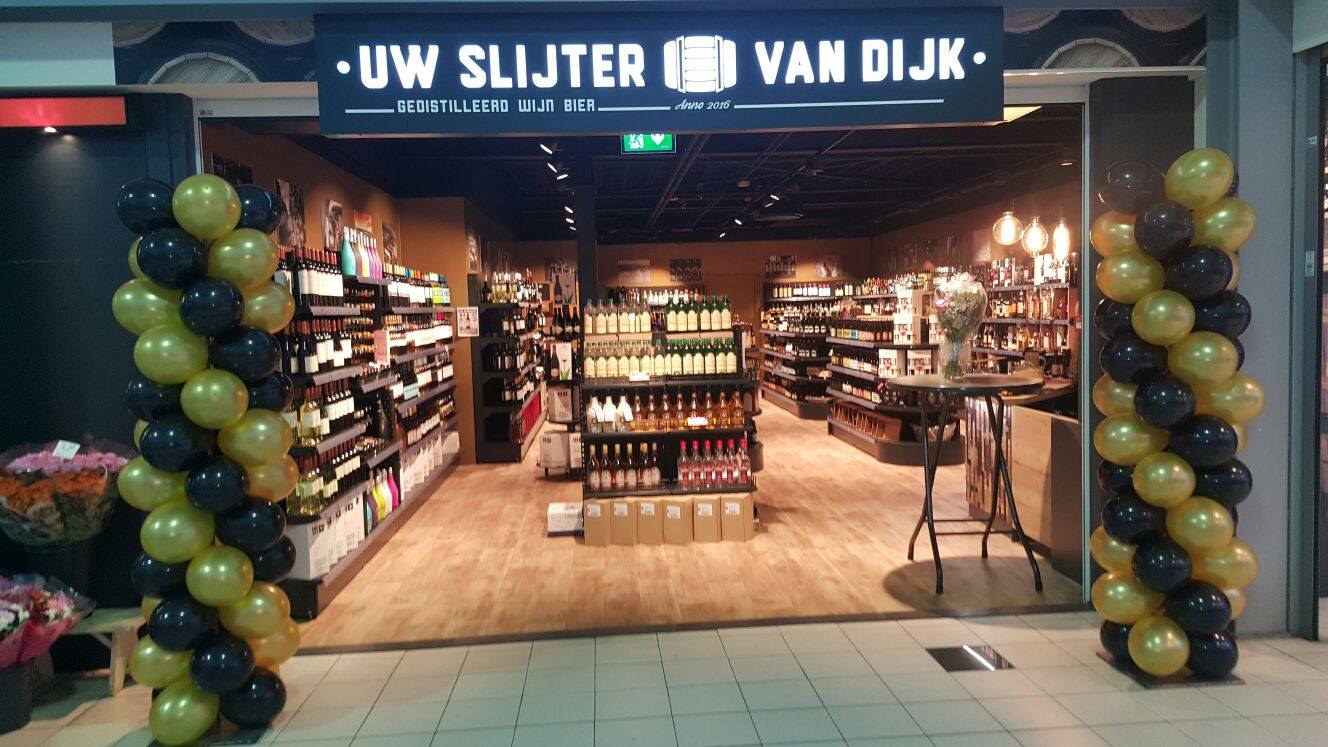 • UW SLIJTER VAN DIJK •
GEDISTILLEERD WIJN BIER Anno 2016